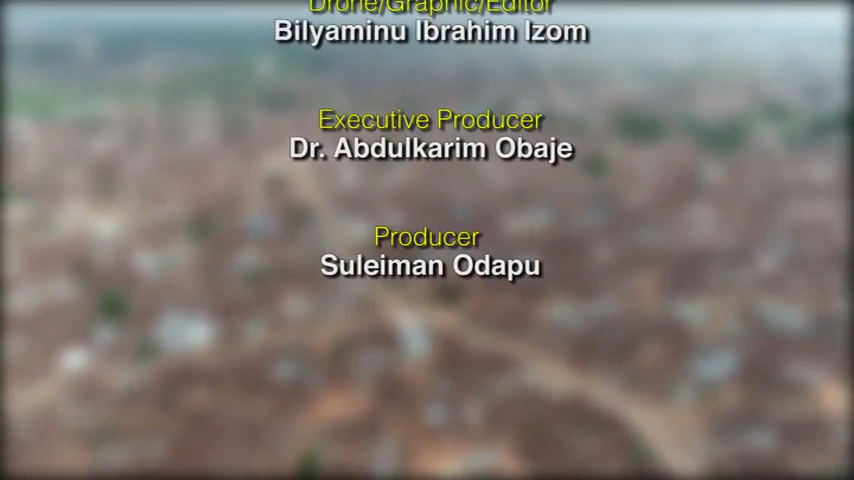 Drone/Graphic/Editor
Bilyaminu Ibrahim Izom
Executive Producer
Dr. Abdulkarim Obaje
Producer
Suleiman Odapu